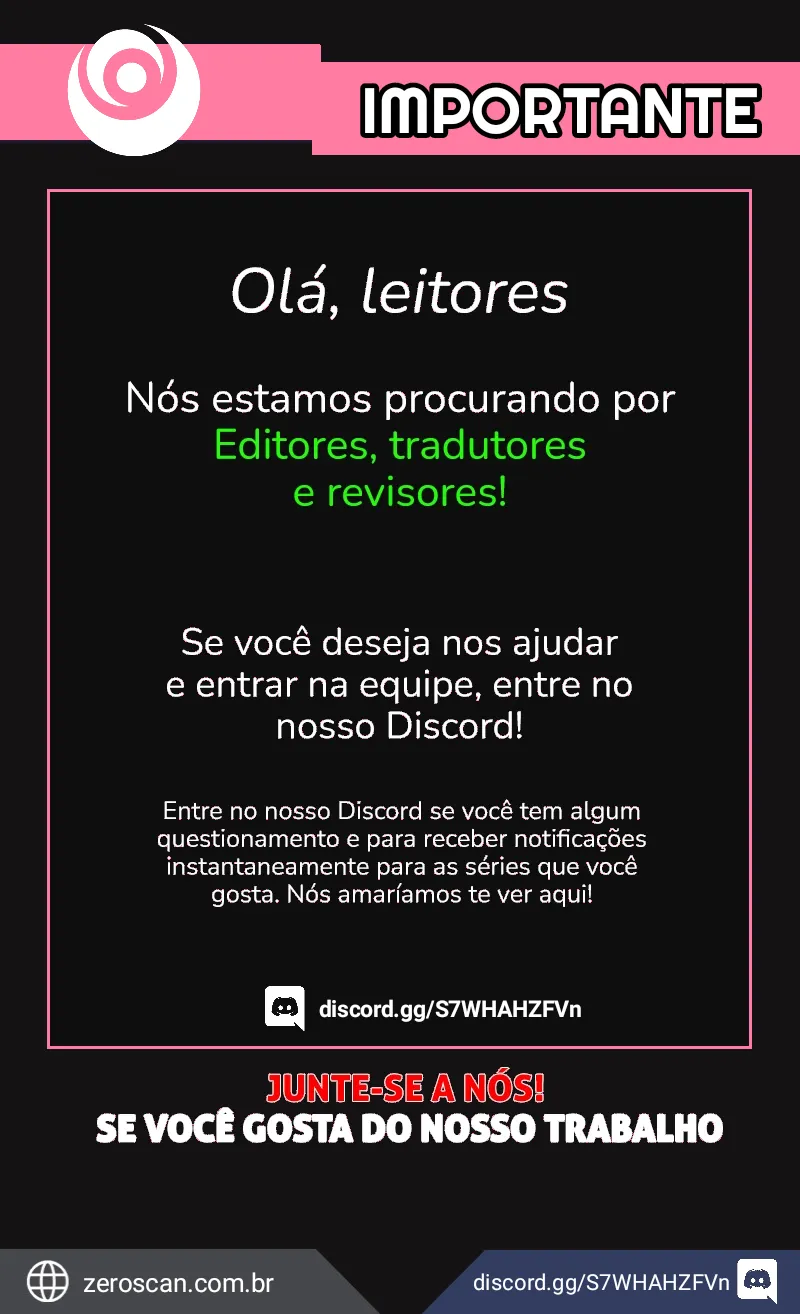 IMPORTANTE
Olá, leitores
Nós estamos procurando por
Editores, tradutores
e revisores!
Se você deseja nos ajudar
e entrar na equipe, entre no
nosso Discord!
Entre no nosso Discord se você tem algum
questionamento e para receber notificações
instantaneamente para as séries que você
gosta. Nós amaríamos te ver aqui!
discord.gg/S7WHAHZFVn
JUNTE-SE A NÓS!
SE VOCÊ GOSTA DO NOSSO TRABALHO
zeroscan.com.br
discord.gg/S7WHAHZFVn